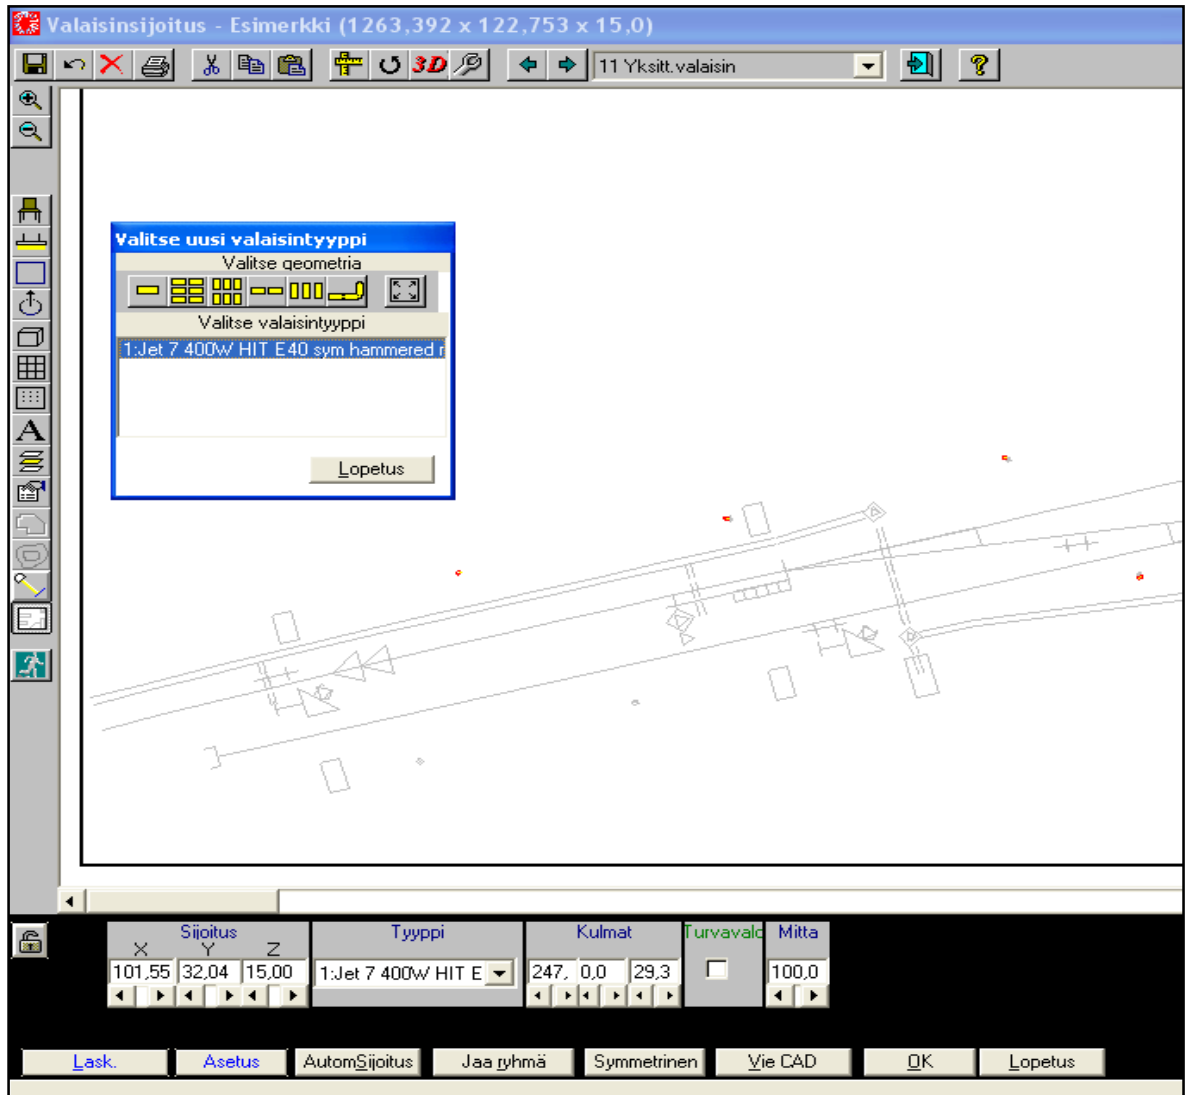 Valaisinsijoitus - Esimerkki (1263,392 x 122,753 x 15,0)
3D
11 Yksitt.valaisin
Valitse uusi valaisintyyppi
Valitse geometria
Valitse valaisintyyppi
1:Jet 7 400W HIT E40 sym hammered r
Lopetus
A
Sijoitus Tyyppi Kulmat Turvavalo Mitta
X Y Z
101,55 32,04 15,00 1:Jet 7 400W HIT E 247, 0,0 29,3 100,0
Lask. Asetus AutomSijoitus Jaa ryhmä Symmetrinen Vie CAD OK Lopetus